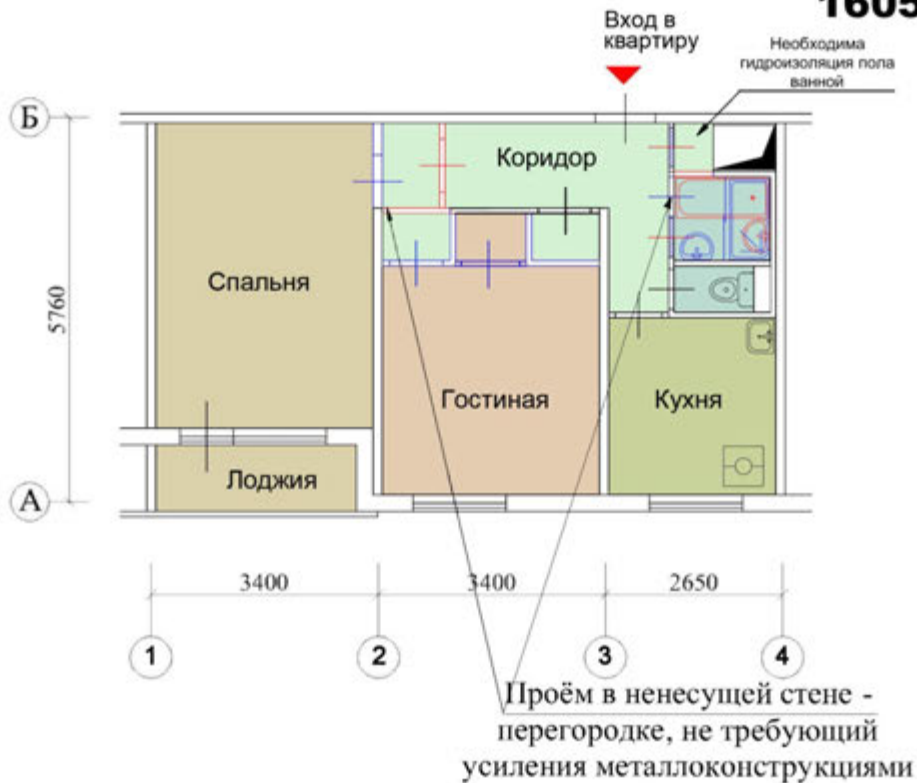 1605
Вход в
квартиру
Необходима
гидроизоляция пола
ванной
Б
Коридор
Спальня
5760
Гостиная
Кухня
Лоджия
А
3400
3400
2650
1
2
3
4
Проём в ненесущей стене -
перегородке, не требующий
усиления металлоконструкциями